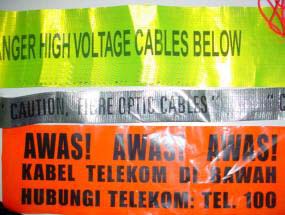 ANGER HIGH VOLTAGE CABLES BELOW
" CAUTION, FIBRE OPTIC CABLES " " C
AWAS! AWAS! AWAS!
KABEL TELEKOM DI BAWAH
HUBUNGI TELEKOM: TEL. 100